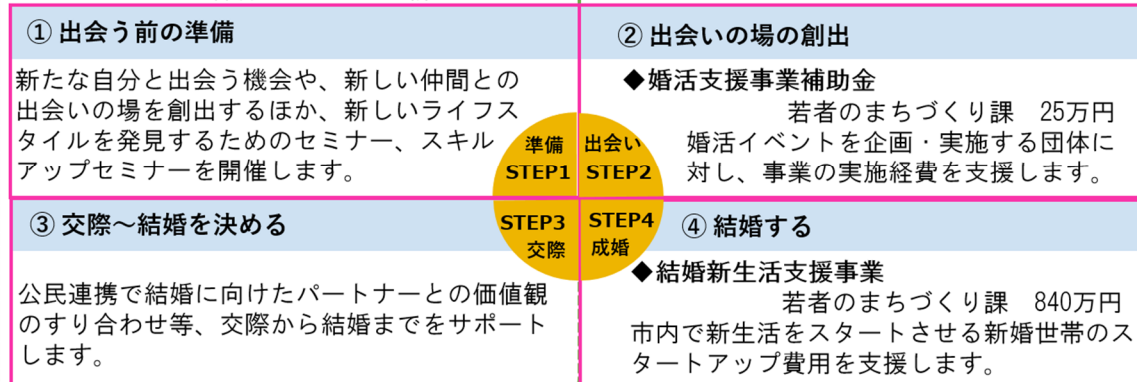 ① 出会う前の準備
新たな自分と出会う機会や、新しい仲間との
出会いの場を創出するほか、新しいライフス
タイルを発見するためのセミナー、スキル
アップセミナーを開催します。
② 出会いの場の創出
◆婚活支援事業補助金
若者のまちづくり課　25万円
婚活イベントを企画・実施する団体に
対し、事業の実施経費を支援します。
準備
STEP1
出会い
STEP2
STEP3
交際
STEP4
成婚
③ 交際～結婚を決める
公民連携で結婚に向けたパートナーとの価値観
のすり合わせ等、交際から結婚までをサポート
します。
④ 結婚する
◆結婚新生活支援事業
若者のまちづくり課　840万円
市内で新生活をスタートさせる新婚世帯のス
タートアップ費用を支援します。